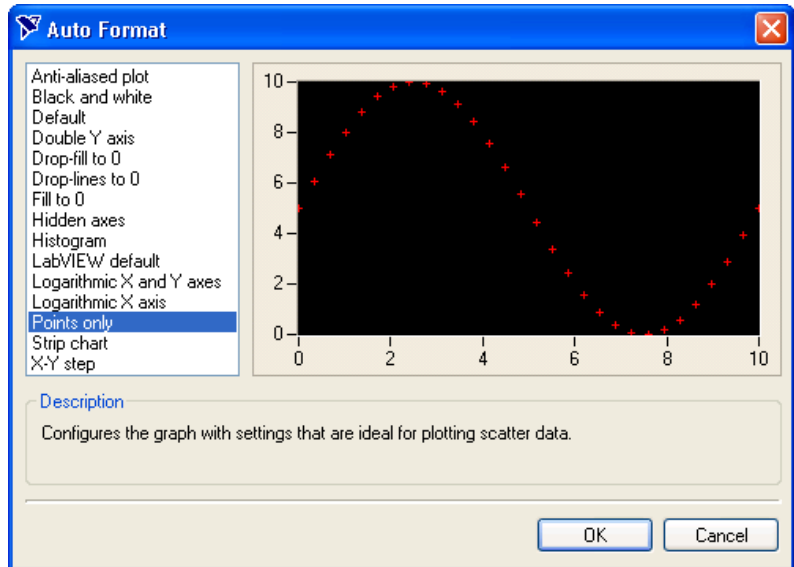 Auto Format
Anti-aliased plot
Black and white
Default
Double Y axis
Drop-fill to 0
Drop-lines to 0
Fill to 0
Hidden axes
Histogram
LabVIEW default
Logarithmic X and Y axes
Logarithmic X axis
Points only
Strip chart
X-Y step
10
8
6
4
2
0
0 2 4 6 8 10
Description
Configures the graph with settings that are ideal for plotting scatter data.
OK Cancel